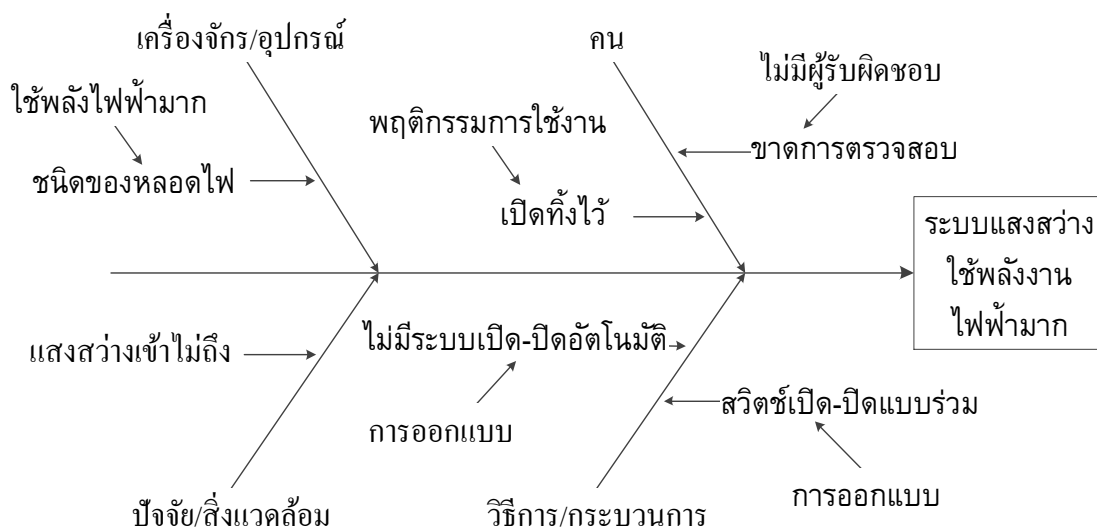 เครื่องจักร/อุปกรณ์
คน
ไม่มีผู้รับผิดชอบ
ใช้พลังไฟฟ้ามาก
พฤติกรรมการใช้งาน
ขาดการตรวจสอบ
ชนิดของหลอดไฟ
เปิดทิ้งไว้
ระบบแสงสว่าง
ใช้พลังงาน
ไฟฟ้ามาก
แสงสว่างเข้าไม่ถึง
ไม่มีระบบเปิด-ปิดอัตโนมัติ
สวิตช์เปิด-ปิดแบบร่วม
การออกแบบ
การออกแบบ
ปัจจัย/สิ่งแวดล้อม
วิธีการ/กระบวนการ